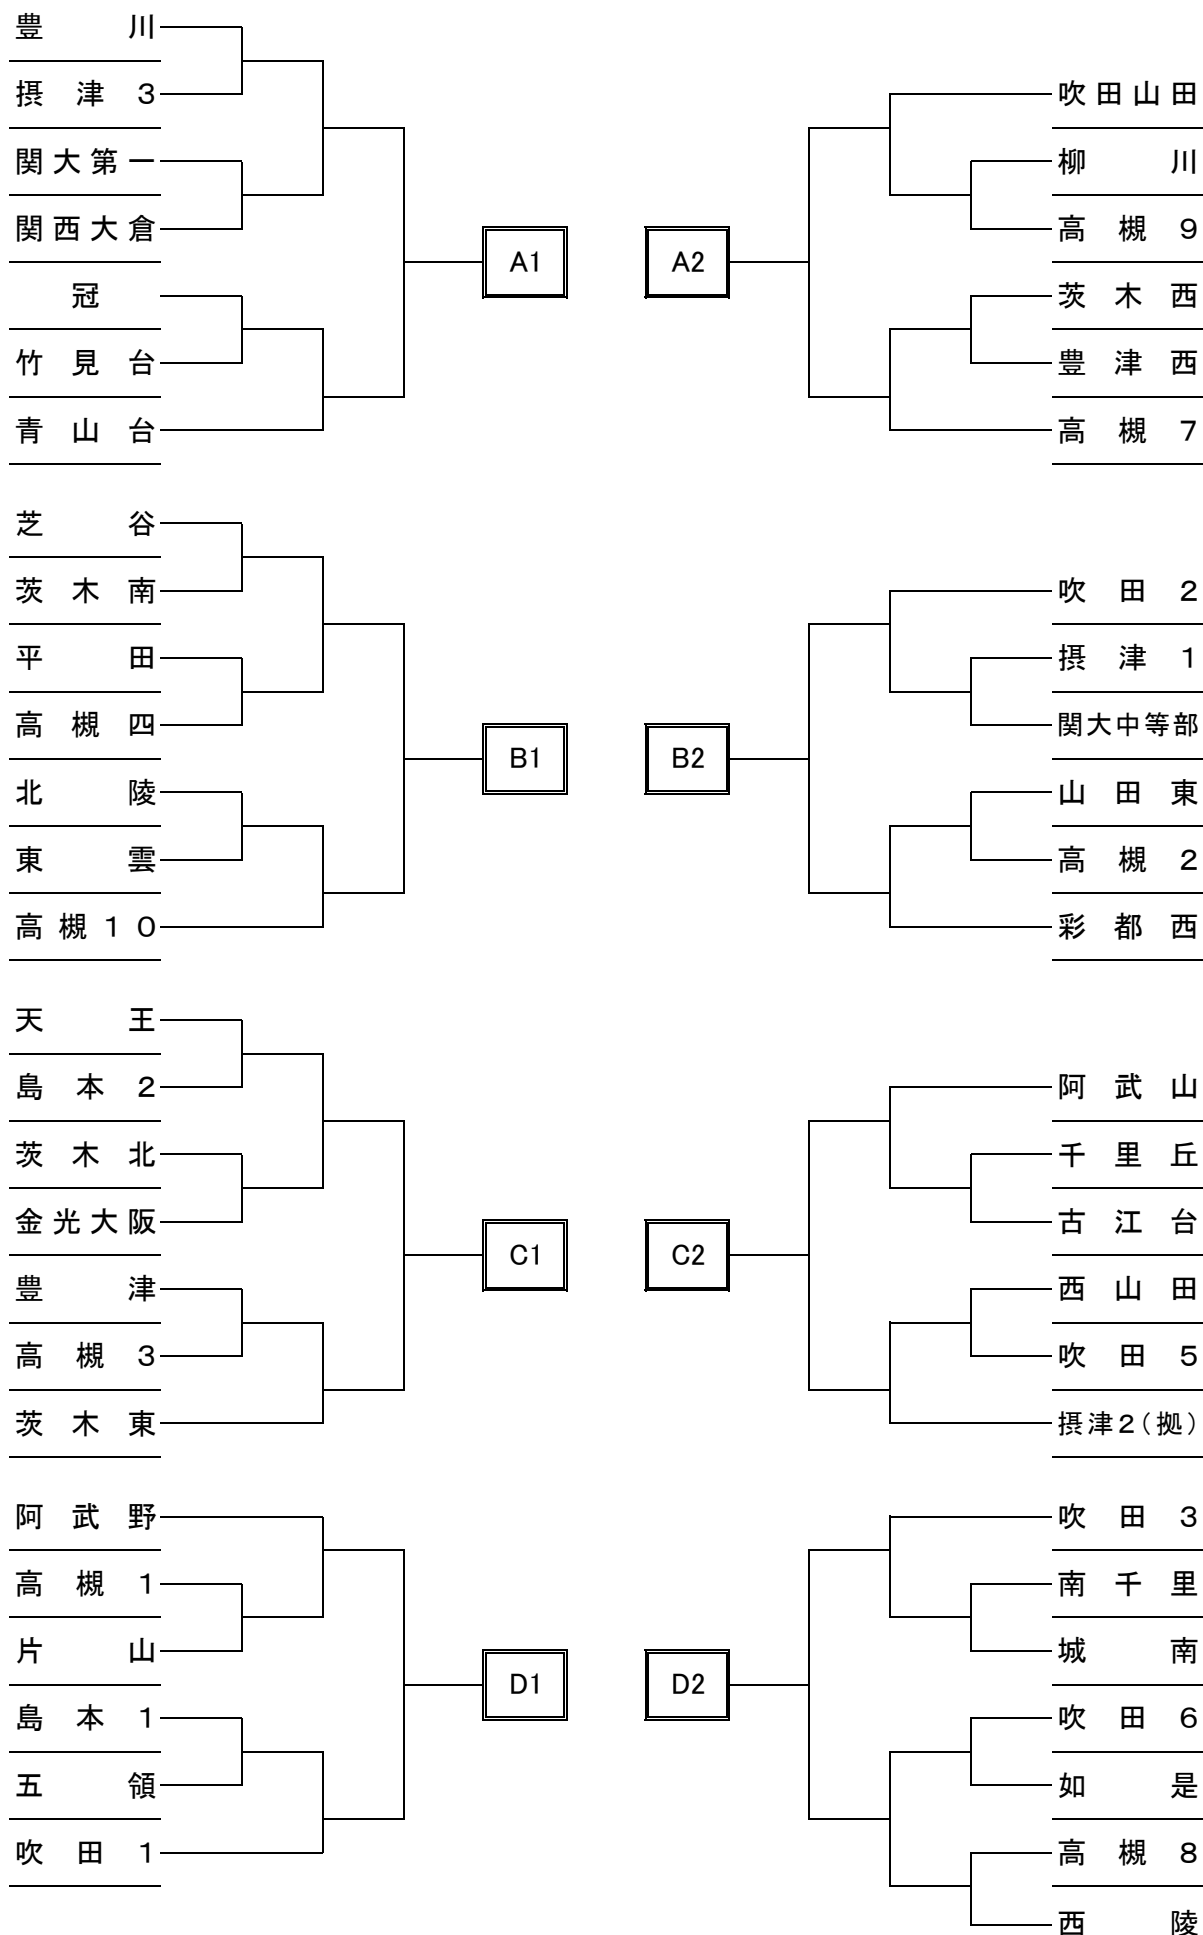 豊川
摂津３
関大第一
関西大倉
冠
竹見台
青山台
A1
A2
吹田山田
柳川
高槻９
茨木西
豊津西
高槻７
芝谷
茨木南
平田
高槻四
北陵
東雲
高槻１０
B1
B2
吹田２
摂津１
関大中等部
山田東
高槻２
彩都西
天王
島本２
茨木北
金光大阪
豊津
高槻３
茨木東
C1
C2
阿武山
千里丘
古江台
西山田
吹田５
摂津２（拠）
阿武野
高槻１
片山
島本１
五領
吹田１
D1
D2
吹田３
南千里
城南
吹田６
如是
高槻８
西陵